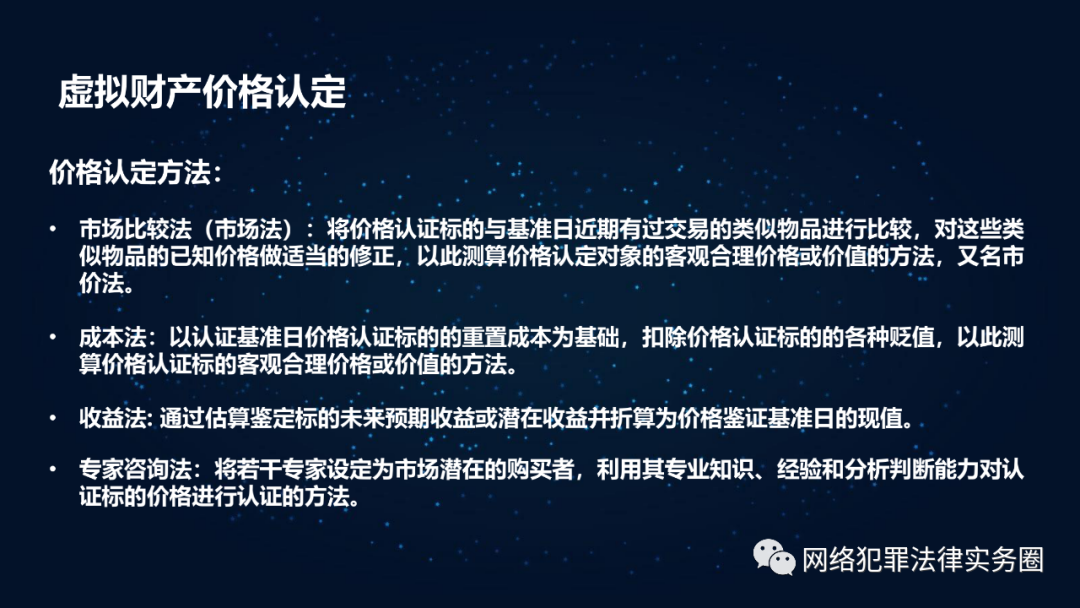 虚拟财产价格认定
价格认定方法：
• 市场比较法（市场法）：将价格认证标的与基准日近期有过交易的类似物品进行比较，对这些类
似物品的已知价格做适当的修正，以此测算价格认定对象的客观合理价格或价值的方法，又名市
价法。
• 成本法：以认证基准日价格认证标的的重置成本为基础，扣除价格认证标的的各种贬值，以此测
算价格认证标的的客观合理价格或价值的方法。
• 收益法: 通过估算鉴定标的未来预期收益或潜在收益并折算为价格鉴证基准日的现值。
• 专家咨询法：将若干专家设定为市场潜在的购买者，利用其专业知识、经验和分析判断能力对认
证标的价格进行认证的方法。
网络犯罪法律实务圈